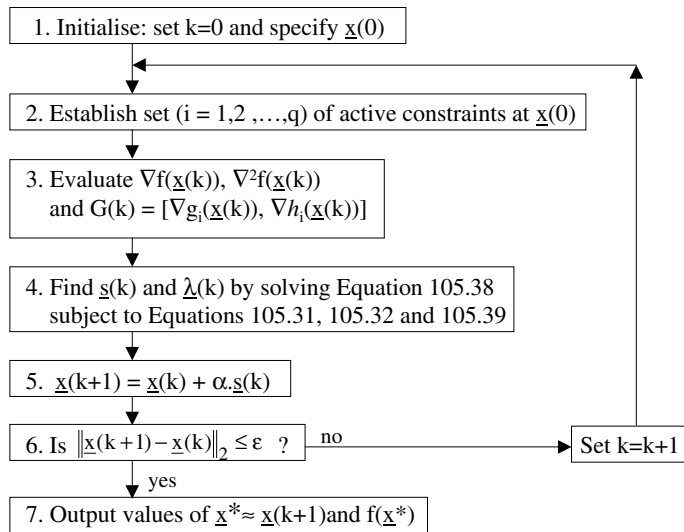 1. Initialise: set k=0 and specify x(0)
2. Establish set (i = 1,2 ,…,q) of active constraints at x(0)
3. Evaluate ∇f(x(k)), ∇²f(x(k))
and G(k) = [∇gᵢ(x(k)), ∇hᵢ(x(k))]
4. Find s(k) and λ(k) by solving Equation 105.38
subject to Equations 105.31, 105.32 and 105.39
5. x(k+1) = x(k) + α.s(k)
6. Is ‖x(k+1)−x(k)‖₂ ≤ ε ?
no
Set k=k+1
yes
7. Output values of x*≈ x(k+1)and f(x*)